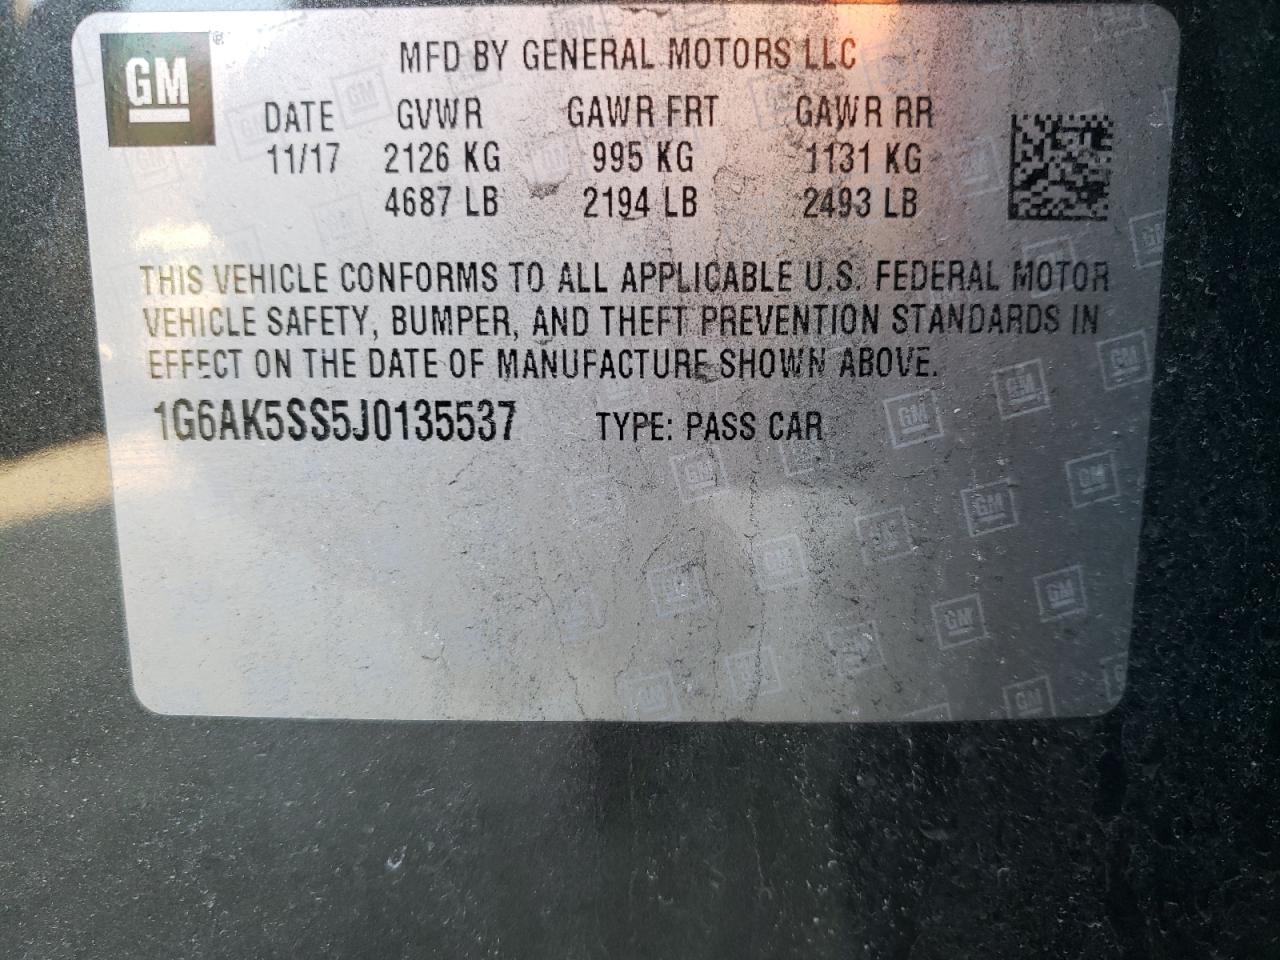 GM
MFD BY GENERAL MOTORS LLC
DATE GVWR GAWR FRT GAWR RR
11/17 2126 KG 995 KG 1131 KG
4687 LB 2194 LB 2493 LB
THIS VEHICLE CONFORMS TO ALL APPLICABLE U.S. FEDERAL MOTOR
VEHICLE SAFETY, BUMPER, AND THEFT PREVENTION STANDARDS IN
EFFECT ON THE DATE OF MANUFACTURE SHOWN ABOVE.
1G6AK5SS5J0135537 TYPE: PASS CAR